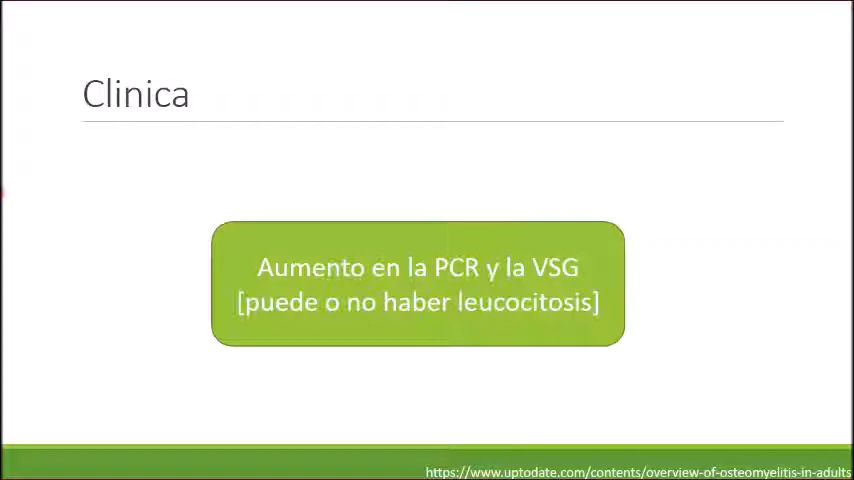 Clinica
Aumento en la PCR y la VSG
[puede o no haber leucocitosis]
https://www.uptodate.com/contents/overview-of-osteomyelitis-in-adults